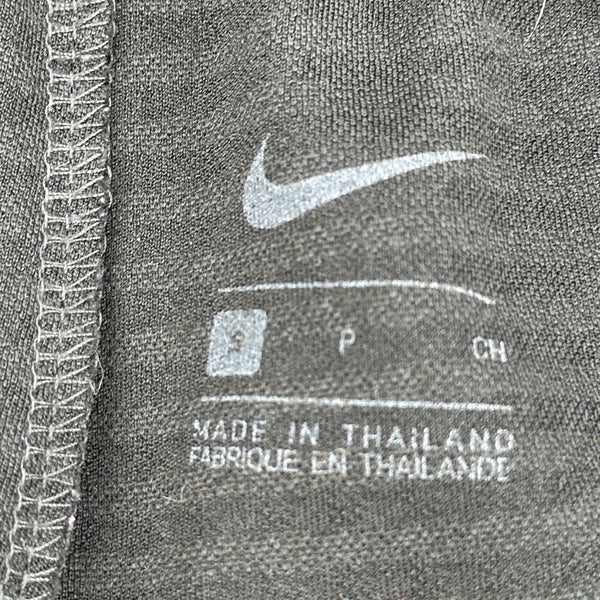 S P CH
MADE IN THAILAND
FABRIQUE EN THAILANDE